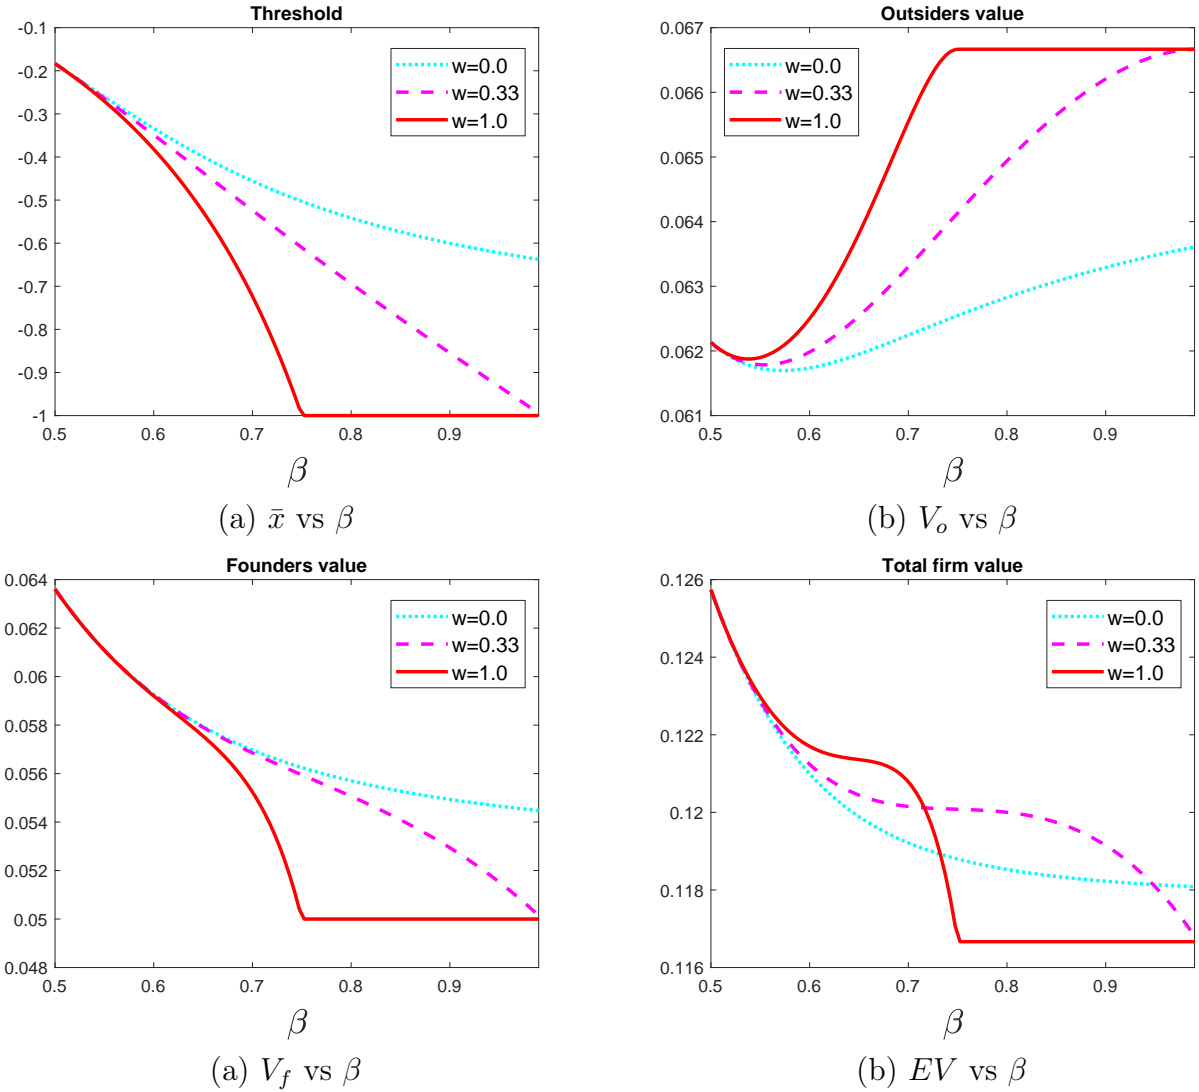 Threshold
-0.1
-0.2
-0.3
-0.4
-0.5
-0.6
-0.7
-0.8
-0.9
-1
0.5 0.6 0.7 0.8 0.9
w=0.0
w=0.33
w=1.0
β
(a) x̄ vs β
Outsiders value
0.067
0.066
0.065
0.064
0.063
0.062
0.061
0.5 0.6 0.7 0.8 0.9
w=0.0
w=0.33
w=1.0
β
(b) Vₒ vs β
Founders value
0.064
0.062
0.06
0.058
0.056
0.054
0.052
0.05
0.048
0.5 0.6 0.7 0.8 0.9
w=0.0
w=0.33
w=1.0
β
(a) V_f vs β
Total firm value
0.126
0.124
0.122
0.12
0.118
0.116
0.5 0.6 0.7 0.8 0.9
w=0.0
w=0.33
w=1.0
β
(b) EV vs β